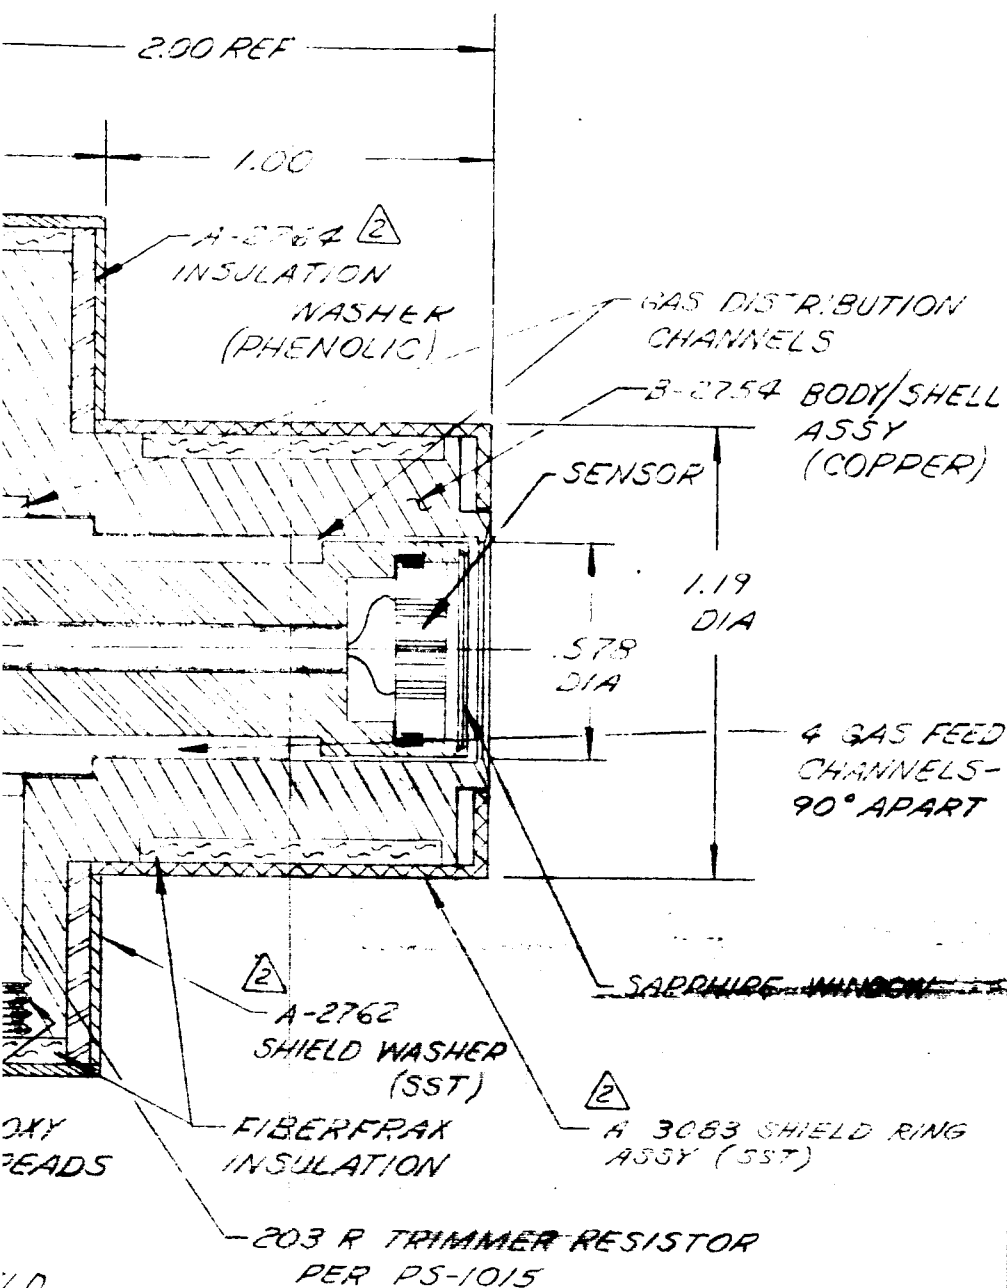 2.00 REF
1.00
A-2764 2
INSULATION
WASHER
(PHENOLIC)
GAS DISTRIBUTION
CHANNELS
B-2754 BODY/SHELL
ASSY
(COPPER)
SENSOR
1.19
DIA
.578
DIA
4 GAS FEED
CHANNELS-
90° APART
SAPPHIRE WINDOW
2
A-2762
SHIELD WASHER
(SST)
2
A 3083 SHIELD RING
ASSY (SST)
OXY
READS
FIBERFRAX
INSULATION
203 R TRIMMER RESISTOR
PER PS-1015